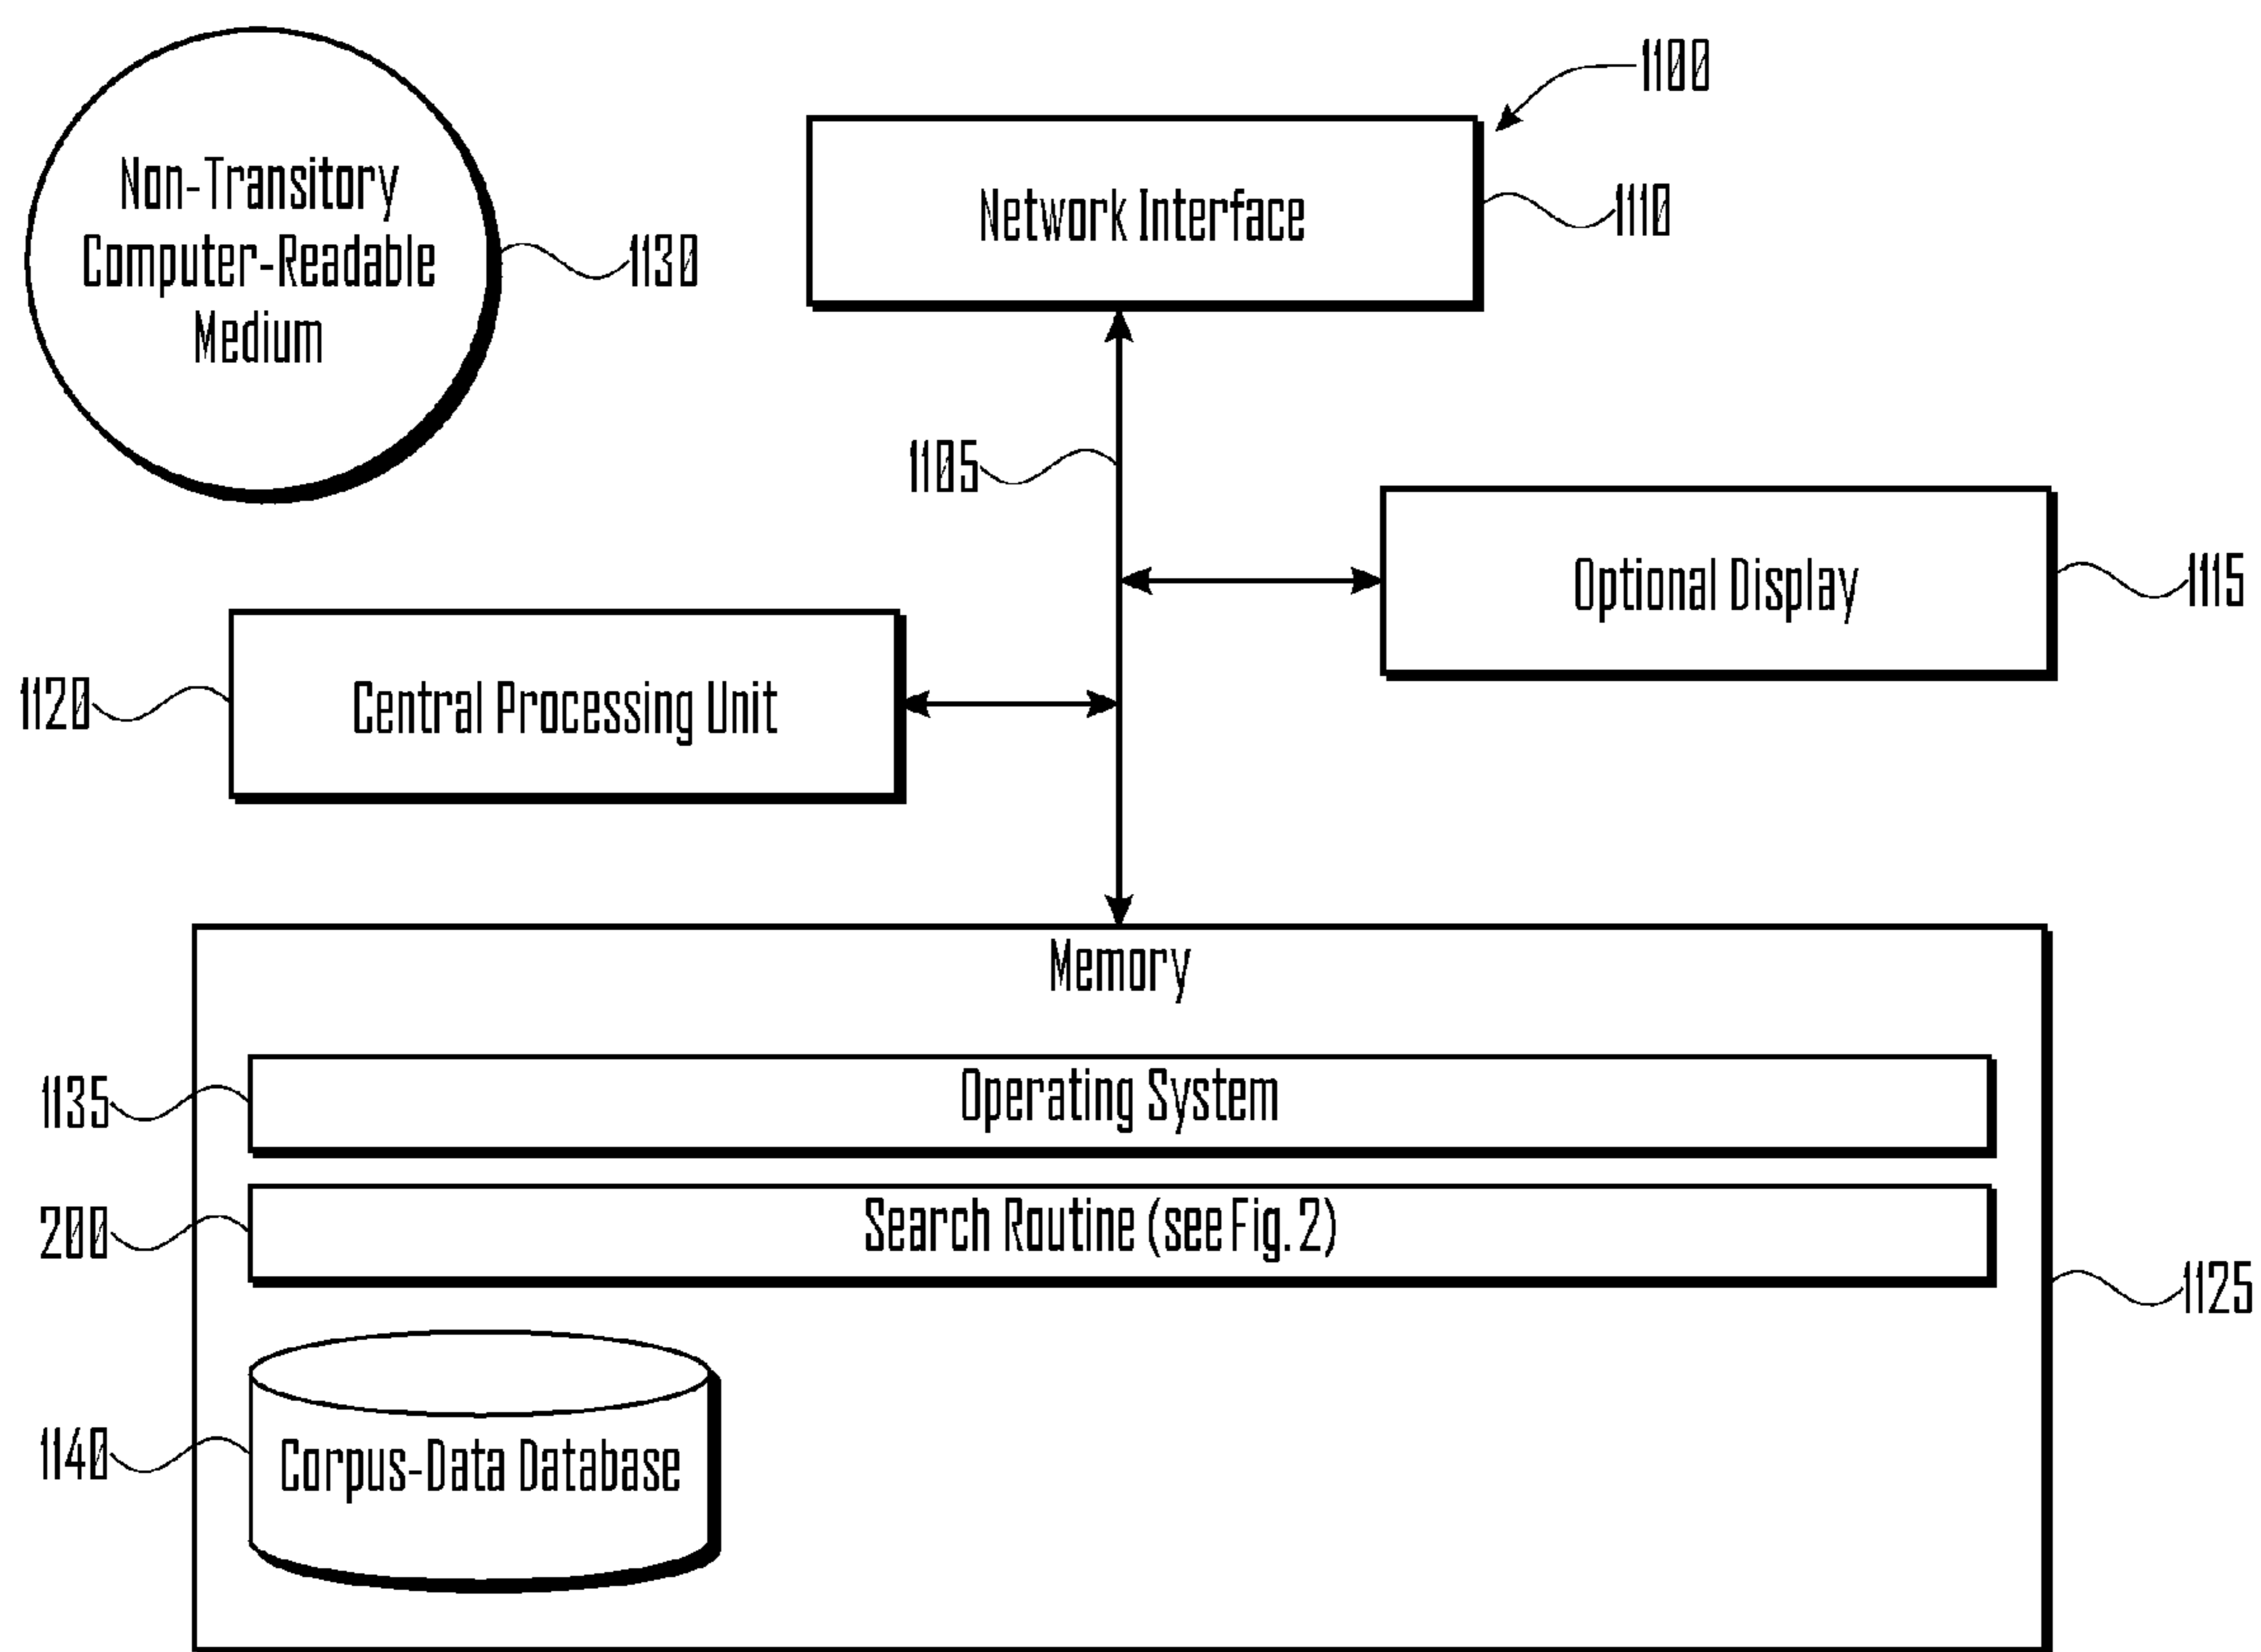 1100
Non-Transitory
Computer-Readable
Medium
1130
Network Interface
1110
1105
Optional Display
1115
1120
Central Processing Unit
Memory
1135
Operating System
200
Search Routine (see Fig. 2)
1125
1140
Corpus-Data Database